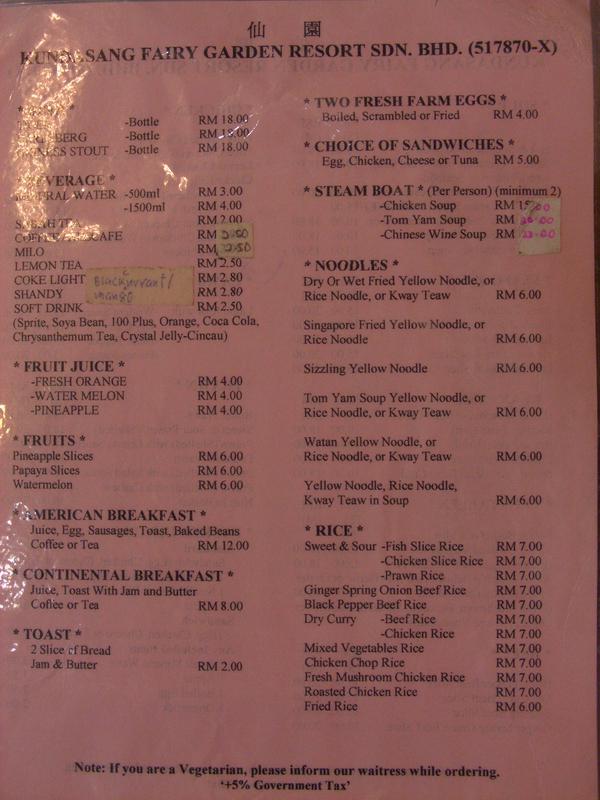 仙 園
KUNDASANG FAIRY GARDEN RESORT SDN. BHD. (517870-X)
-Bottle RM 18.00
-Bottle RM 18.00
STOUT -Bottle RM 18.00
BEVERAGE *
WATER -500ml RM 3.00
-1500ml RM 4.00
TEA RM 2.00
RM 2.50
MILO RM 2.50
LEMON TEA RM 2.50
COKE LIGHT RM 2.80
Blackcurrant/
mango
SHANDY RM 2.80
SOFT DRINK RM 2.50
(Sprite, Soya Bean, 100 Plus, Orange, Coca Cola,
Chrysanthemum Tea, Crystal Jelly-Cincau)
* FRUIT JUICE *
-FRESH ORANGE RM 4.00
-WATER MELON RM 4.00
-PINEAPPLE RM 4.00
* FRUITS *
Pineapple Slices RM 6.00
Papaya Slices RM 6.00
Watermelon RM 6.00
* AMERICAN BREAKFAST *
Juice, Egg, Sausages, Toast, Baked Beans
Coffee or Tea RM 12.00
* CONTINENTAL BREAKFAST *
Juice, Toast With Jam and Butter
Coffee or Tea RM 8.00
* TOAST *
2 Slice of Bread
Jam & Butter RM 2.00
* TWO FRESH FARM EGGS *
Boiled, Scrambled or Fried RM 4.00
* CHOICE OF SANDWICHES *
Egg, Chicken, Cheese or Tuna RM 5.00
* STEAM BOAT * (Per Person) (minimum 2)
-Chicken Soup RM
-Tom Yam Soup RM
-Chinese Wine Soup RM
* NOODLES *
Dry Or Wet Fried Yellow Noodle, or
Rice Noodle, or Kway Teaw RM 6.00
Singapore Fried Yellow Noodle, or
Rice Noodle RM 6.00
Sizzling Yellow Noodle RM 6.00
Tom Yam Soup Yellow Noodle, or
Rice Noodle, or Kway Teaw RM 6.00
Watan Yellow Noodle, or
Rice Noodle, or Kway Teaw RM 6.00
Yellow Noodle, Rice Noodle,
Kway Teaw in Soup RM 6.00
* RICE *
Sweet & Sour -Fish Slice Rice RM 7.00
-Chicken Slice Rice RM 7.00
-Prawn Rice RM 7.00
Ginger Spring Onion Beef Rice RM 7.00
Black Pepper Beef Rice RM 7.00
Dry Curry -Beef Rice RM 7.00
-Chicken Rice RM 7.00
Mixed Vegetables Rice RM 7.00
Chicken Chop Rice RM 7.00
Fresh Mushroom Chicken Rice RM 7.00
Roasted Chicken Rice RM 7.00
Fried Rice RM 6.00
Note: If you are a Vegetarian, please inform our waitress while ordering.
'+5% Government Tax'